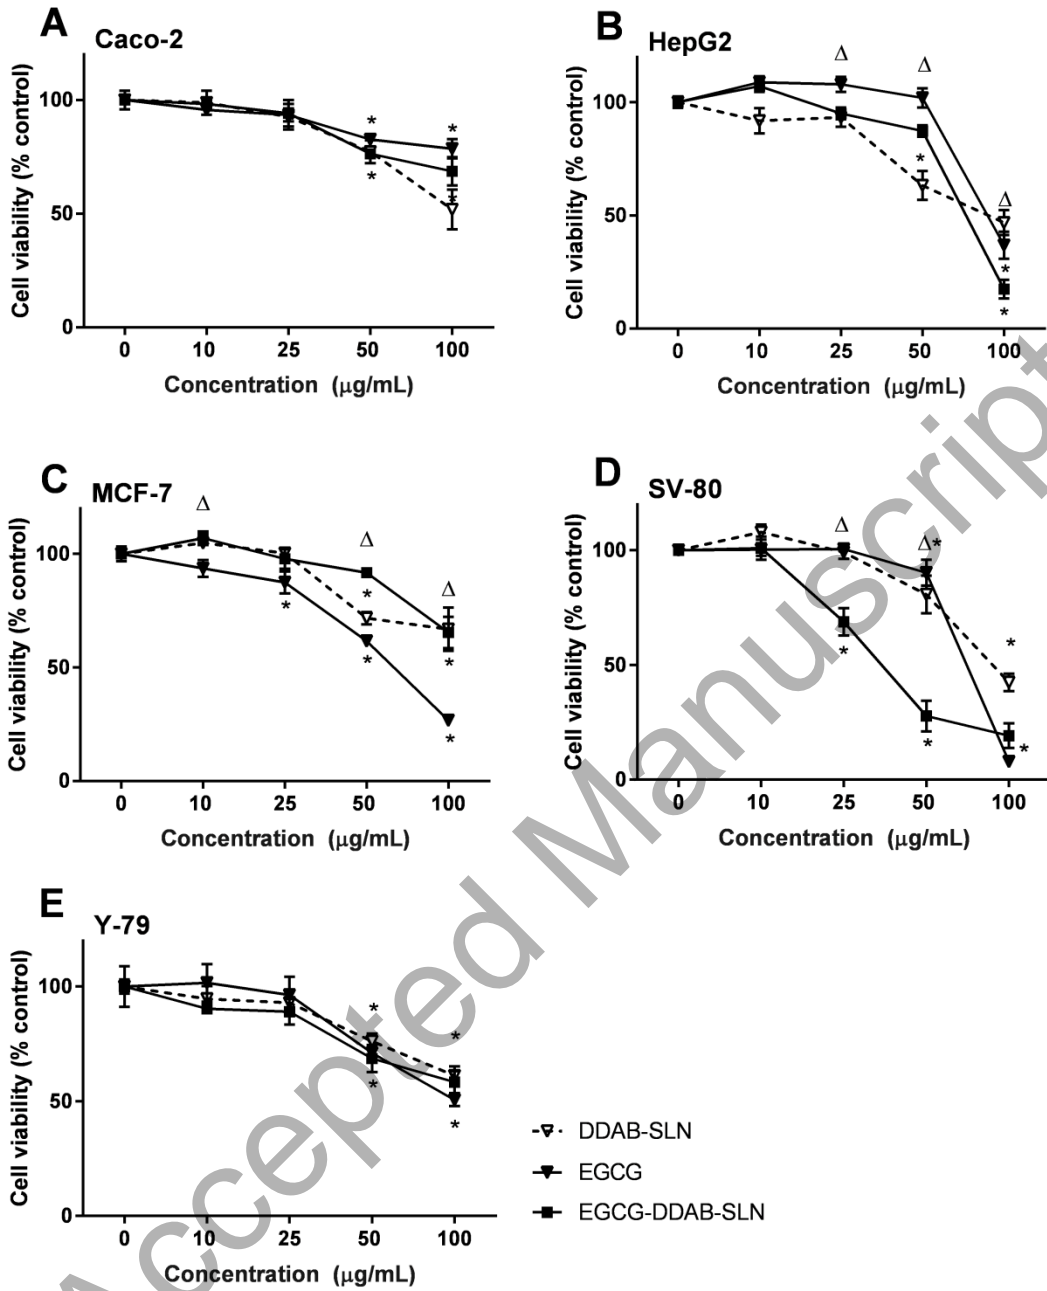 A
Caco-2
Cell viability (% control)
100
50
0
*
*
*
*
0 10 25 50 100
Concentration (μg/mL)
B
HepG2
Cell viability (% control)
100
50
0
Δ
Δ
*
Δ
*
*
0 10 25 50 100
Concentration (μg/mL)
C
MCF-7
Cell viability (% control)
100
50
0
Δ
Δ
*
Δ
*
*
*
*
0 10 25 50 100
Concentration (μg/mL)
D
SV-80
Cell viability (% control)
100
50
0
Δ
Δ *
*
*
*
*
0 10 25 50 100
Concentration (μg/mL)
E
Y-79
Cell viability (% control)
100
50
0
*
*
*
*
0 10 25 50 100
Concentration (μg/mL)
DDAB-SLN
EGCG
EGCG-DDAB-SLN
Accepted Manuscript